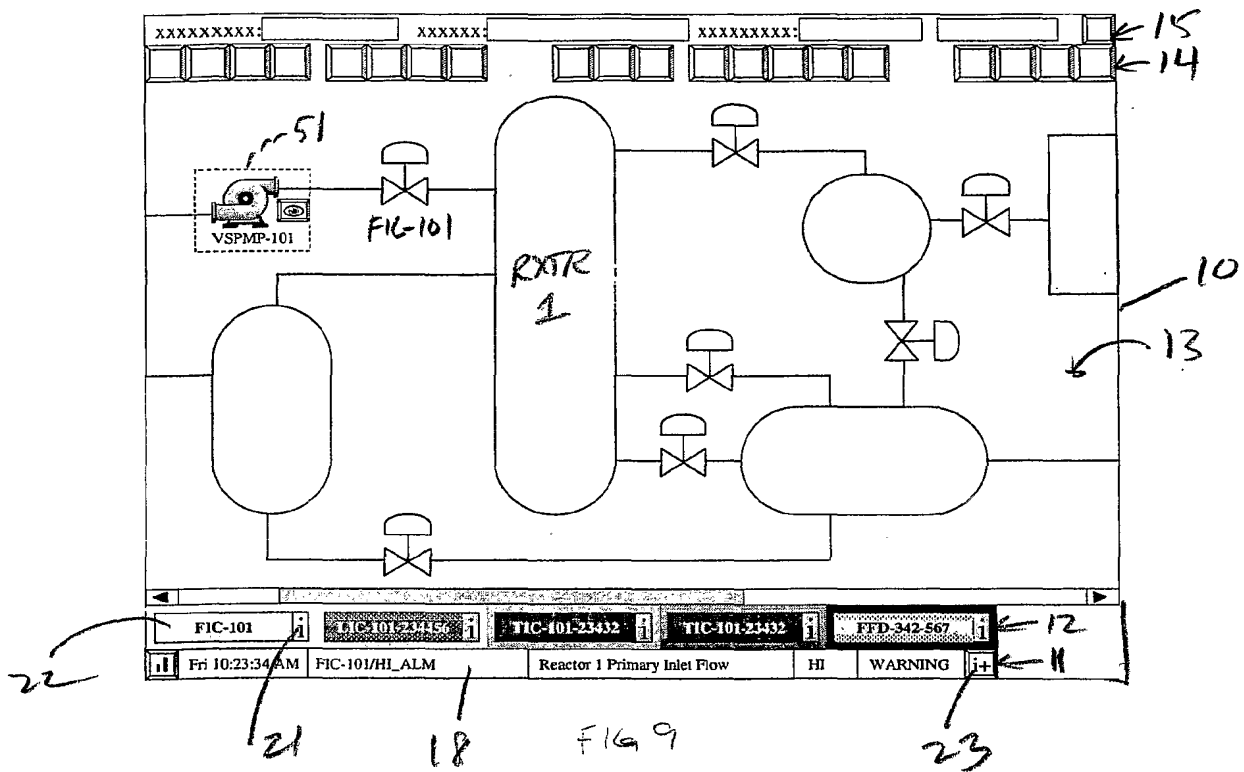 xxxxxxxxx: xxxxxx: xxxxxxxxx:
15
14
51
VSPMP-101
FIC-101
RXTR
1
10
13
FIC-101 i i TIC-101-23432 i TIC-101-23432 i FFD-342-567 i
12
Fri 10:23:34 AM FIC-101/HI_ALM Reactor 1 Primary Inlet Flow HI WARNING i+
11
22
21
18
FIG 9
23